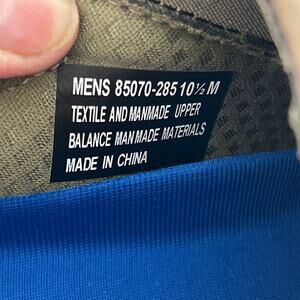 MENS 85070-285 10½ M
TEXTILE AND MANMADE UPPER
BALANCE MAN MADE MATERIALS
MADE IN CHINA